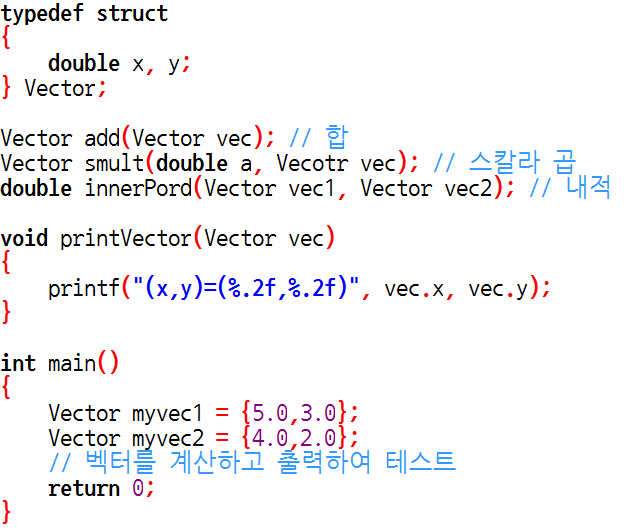 typedef struct
{
    double x, y;
} Vector;

Vector add(Vector vec); // 합
Vector smult(double a, Vecotr vec); // 스칼라 곱
double innerPord(Vector vec1, Vector vec2); // 내적

void printVector(Vector vec)
{
    printf("(x,y)=(%.2f,%.2f)", vec.x, vec.y);
}

int main()
{
    Vector myvec1 = {5.0,3.0};
    Vector myvec2 = {4.0,2.0};
    // 벡터를 계산하고 출력하여 테스트
    return 0;
}